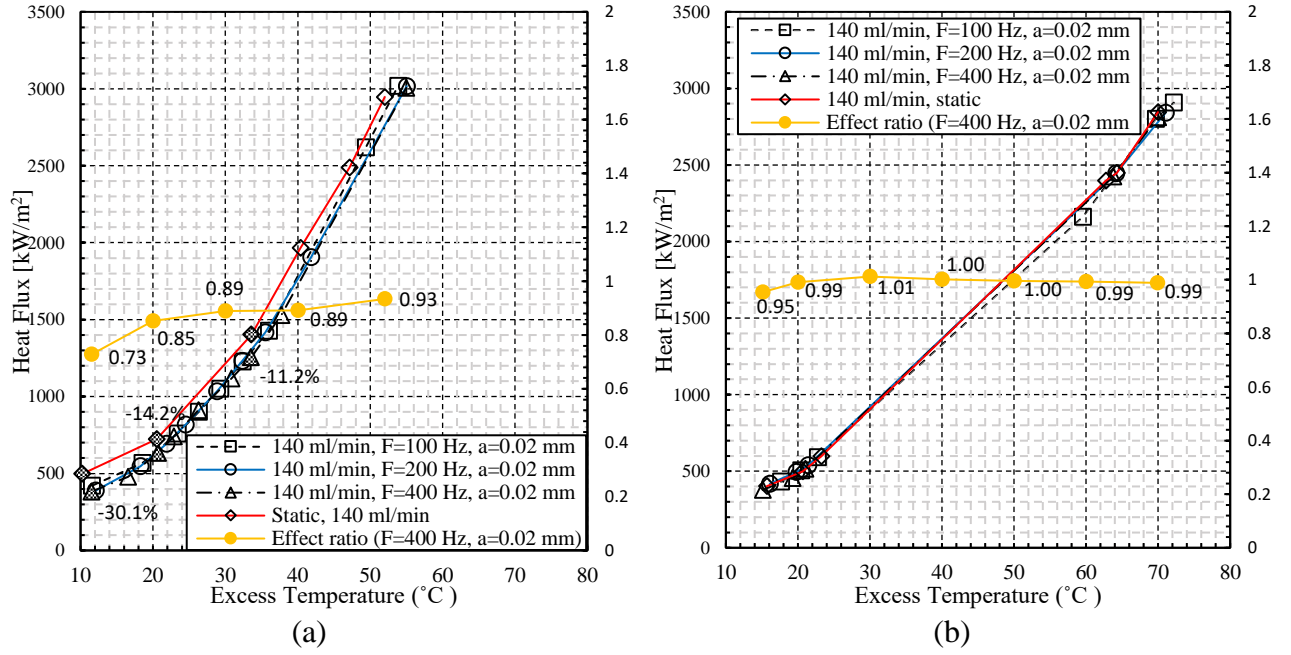 3500
3000
2500
2000
1500
1000
500
0
Heat Flux [kW/m²]
2
1.8
1.6
1.4
1.2
1
0.8
0.6
0.4
0.2
0
0.73
0.85
0.89
0.89
0.93
-30.1%
-14.2%
-11.2%
140 ml/min, F=100 Hz, a=0.02 mm
140 ml/min, F=200 Hz, a=0.02 mm
140 ml/min, F=400 Hz, a=0.02 mm
Static, 140 ml/min
Effect ratio (F=400 Hz, a=0.02 mm)
10 20 30 40 50 60 70 80
Excess Temperature (˚C )
(a)
3500
3000
2500
2000
1500
1000
500
0
Heat Flux [kW/m²]
2
1.8
1.6
1.4
1.2
1
0.8
0.6
0.4
0.2
0
140 ml/min, F=100 Hz, a=0.02 mm
140 ml/min, F=200 Hz, a=0.02 mm
140 ml/min, F=400 Hz, a=0.02 mm
140 ml/min, static
Effect ratio (F=400 Hz, a=0.02 mm
0.95
0.99
1.01
1.00
1.00
0.99
0.99
10 20 30 40 50 60 70 80
Excess Temperature (˚C )
(b)